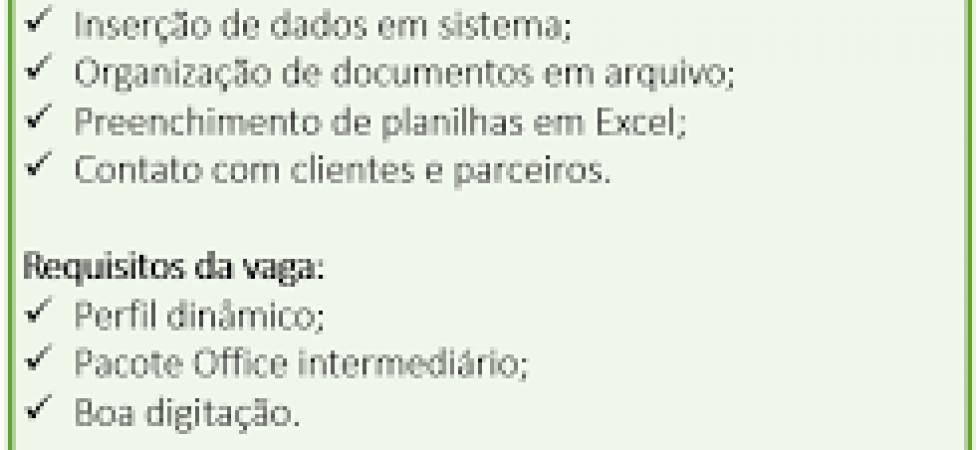 ✓ Inserção de dados em sistema;
✓ Organização de documentos em arquivo;
✓ Preenchimento de planilhas em Excel;
✓ Contato com clientes e parceiros.
Requisitos da vaga:
✓ Perfil dinâmico;
✓ Pacote Office intermediário;
✓ Boa digitação.